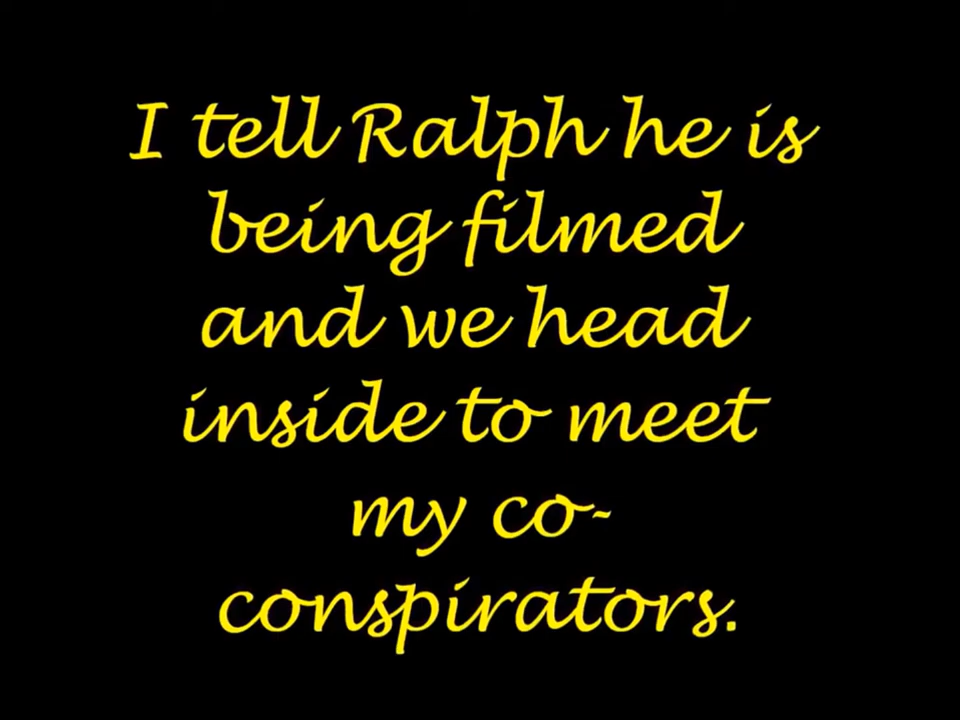 I tell Ralph he is
being filmed
and we head
inside to meet
my co-
conspirators.